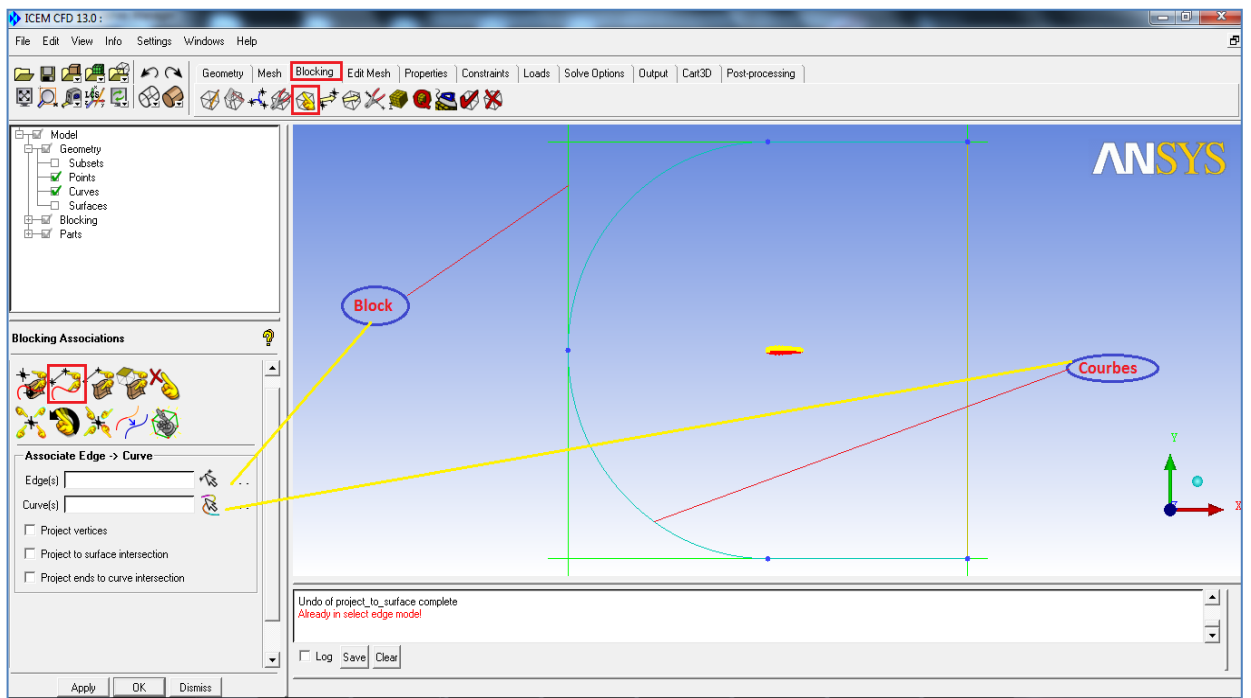 ICEM CFD 13.0 :
File Edit View Info Settings Windows Help
Geometry Mesh Blocking Edit Mesh Properties Constraints Loads Solve Options Output Cart3D Post-processing
Model
Geometry
Subsets
Points
Curves
Surfaces
Blocking
Parts
ANSYS
Block
Courbes
Blocking Associations
Associate Edge -> Curve
Edge(s)
Curve(s)
Project vertices
Project to surface intersection
Project ends to curve intersection
Y
X
Undo of project_to_surface complete
Already in select edge mode!
Log Save Clear
Apply OK Dismiss